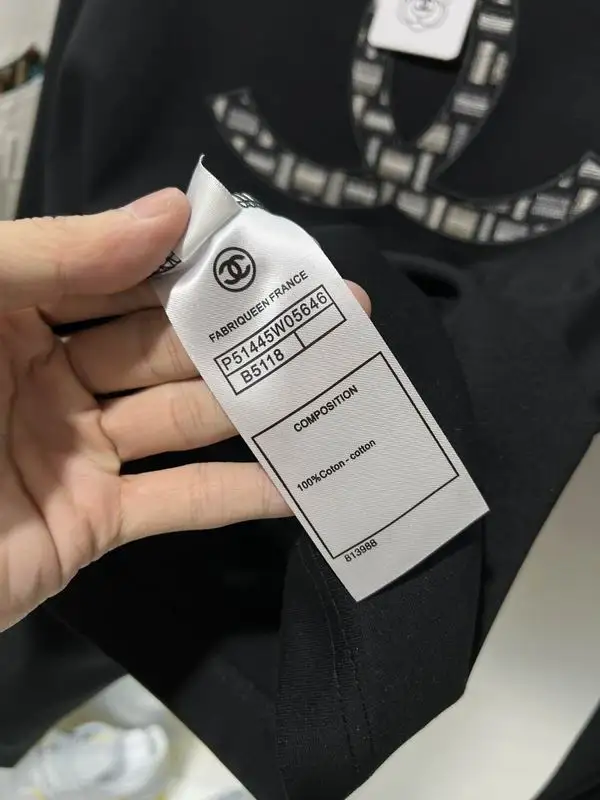 FABRIQUEEN FRANCE
P51445W05646
B5118
COMPOSITION
100%Coton - cotton
813988